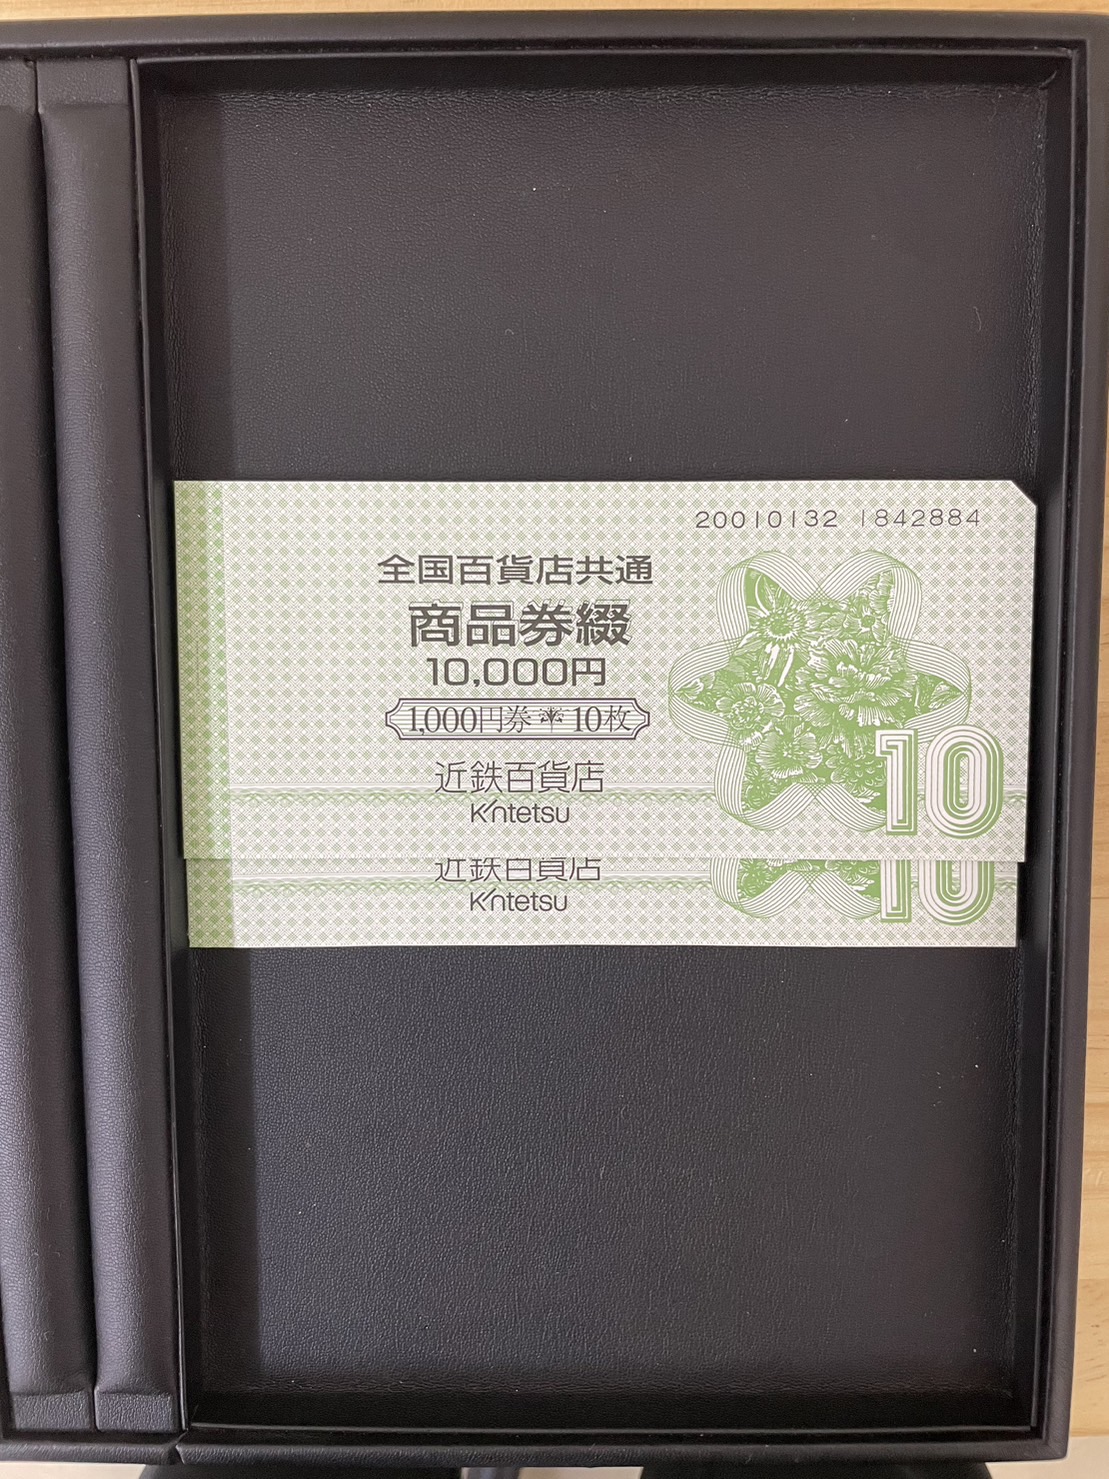 20010132 1842884
全国百貨店共通
商品券綴
10,000円
1,000円券 10枚
近鉄百貨店
Kintetsu
10
近鉄百貨店
Kintetsu
10